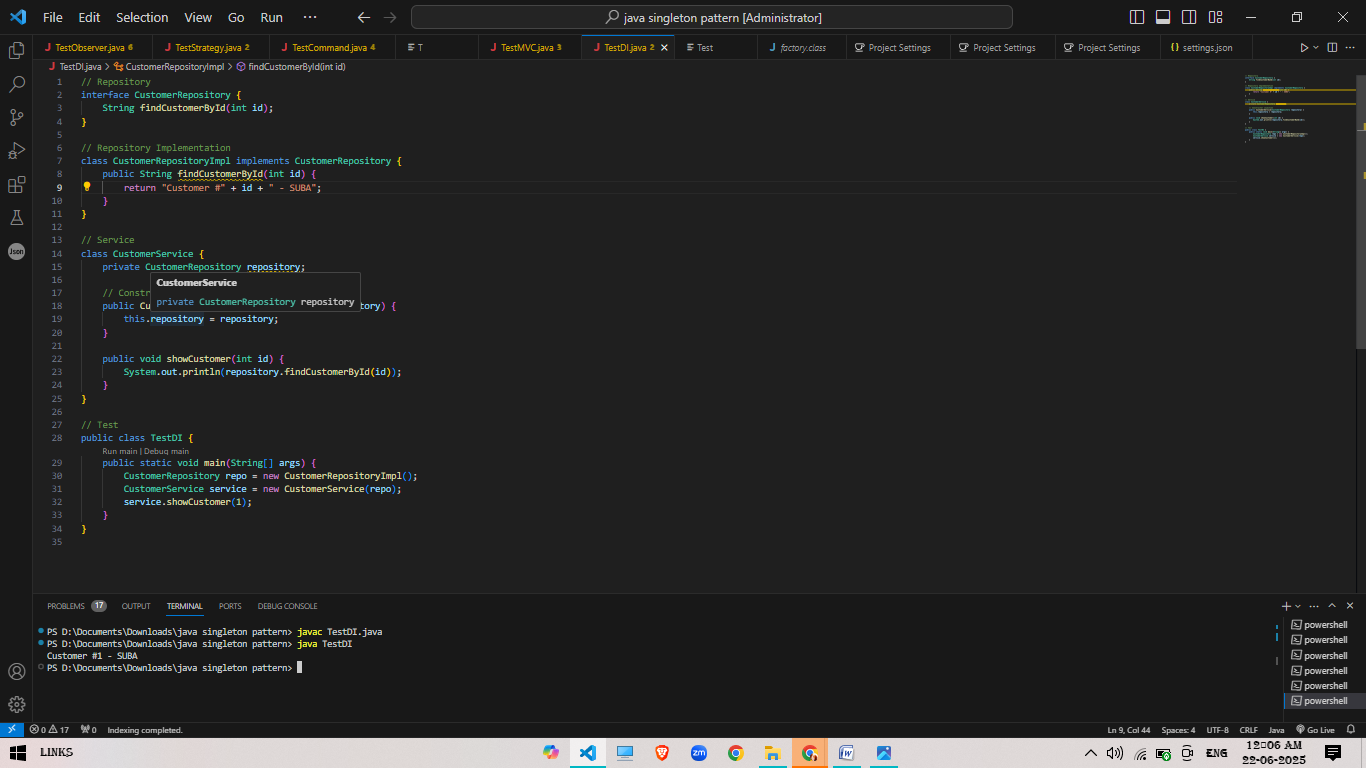 File Edit Selection View Go Run ··· java singleton pattern [Administrator]
TestObserver.java 6 TestStrategy.java 2 TestCommand.java 4 T TestMVC.java 3 TestDI.java 2 Test factory.class Project Settings Project Settings Project Settings settings.json
TestDI.java > CustomerRepositoryImpl > findCustomerById(int id)
1 // Repository
2 interface CustomerRepository {
3 String findCustomerById(int id);
4 }
5
6 // Repository Implementation
7 class CustomerRepositoryImpl implements CustomerRepository {
8 public String findCustomerById(int id) {
9 return "Customer #" + id + " - SUBA";
10 }
11 }
12
13 // Service
14 class CustomerService {
15 private CustomerRepository repository;
16 CustomerService
17 // Constr
private CustomerRepository repository
18 public Cu tory) {
19 this.repository = repository;
20 }
21
22 public void showCustomer(int id) {
23 System.out.println(repository.findCustomerById(id));
24 }
25 }
26
27 // Test
28 public class TestDI {
Run main | Debug main
29 public static void main(String[] args) {
30 CustomerRepository repo = new CustomerRepositoryImpl();
31 CustomerService service = new CustomerService(repo);
32 service.showCustomer(1);
33 }
34 }
35
PROBLEMS 17 OUTPUT TERMINAL PORTS DEBUG CONSOLE
PS D:\Documents\Downloads\java singleton pattern> javac TestDI.java
PS D:\Documents\Downloads\java singleton pattern> java TestDI
Customer #1 - SUBA
PS D:\Documents\Downloads\java singleton pattern>
powershell
powershell
powershell
powershell
powershell
powershell
0 17 0 Indexing completed. Ln 9, Col 44 Spaces: 4 UTF-8 CRLF Java Go Live
LINKS zm ENG 12:06 AM
22-06-2025
Json